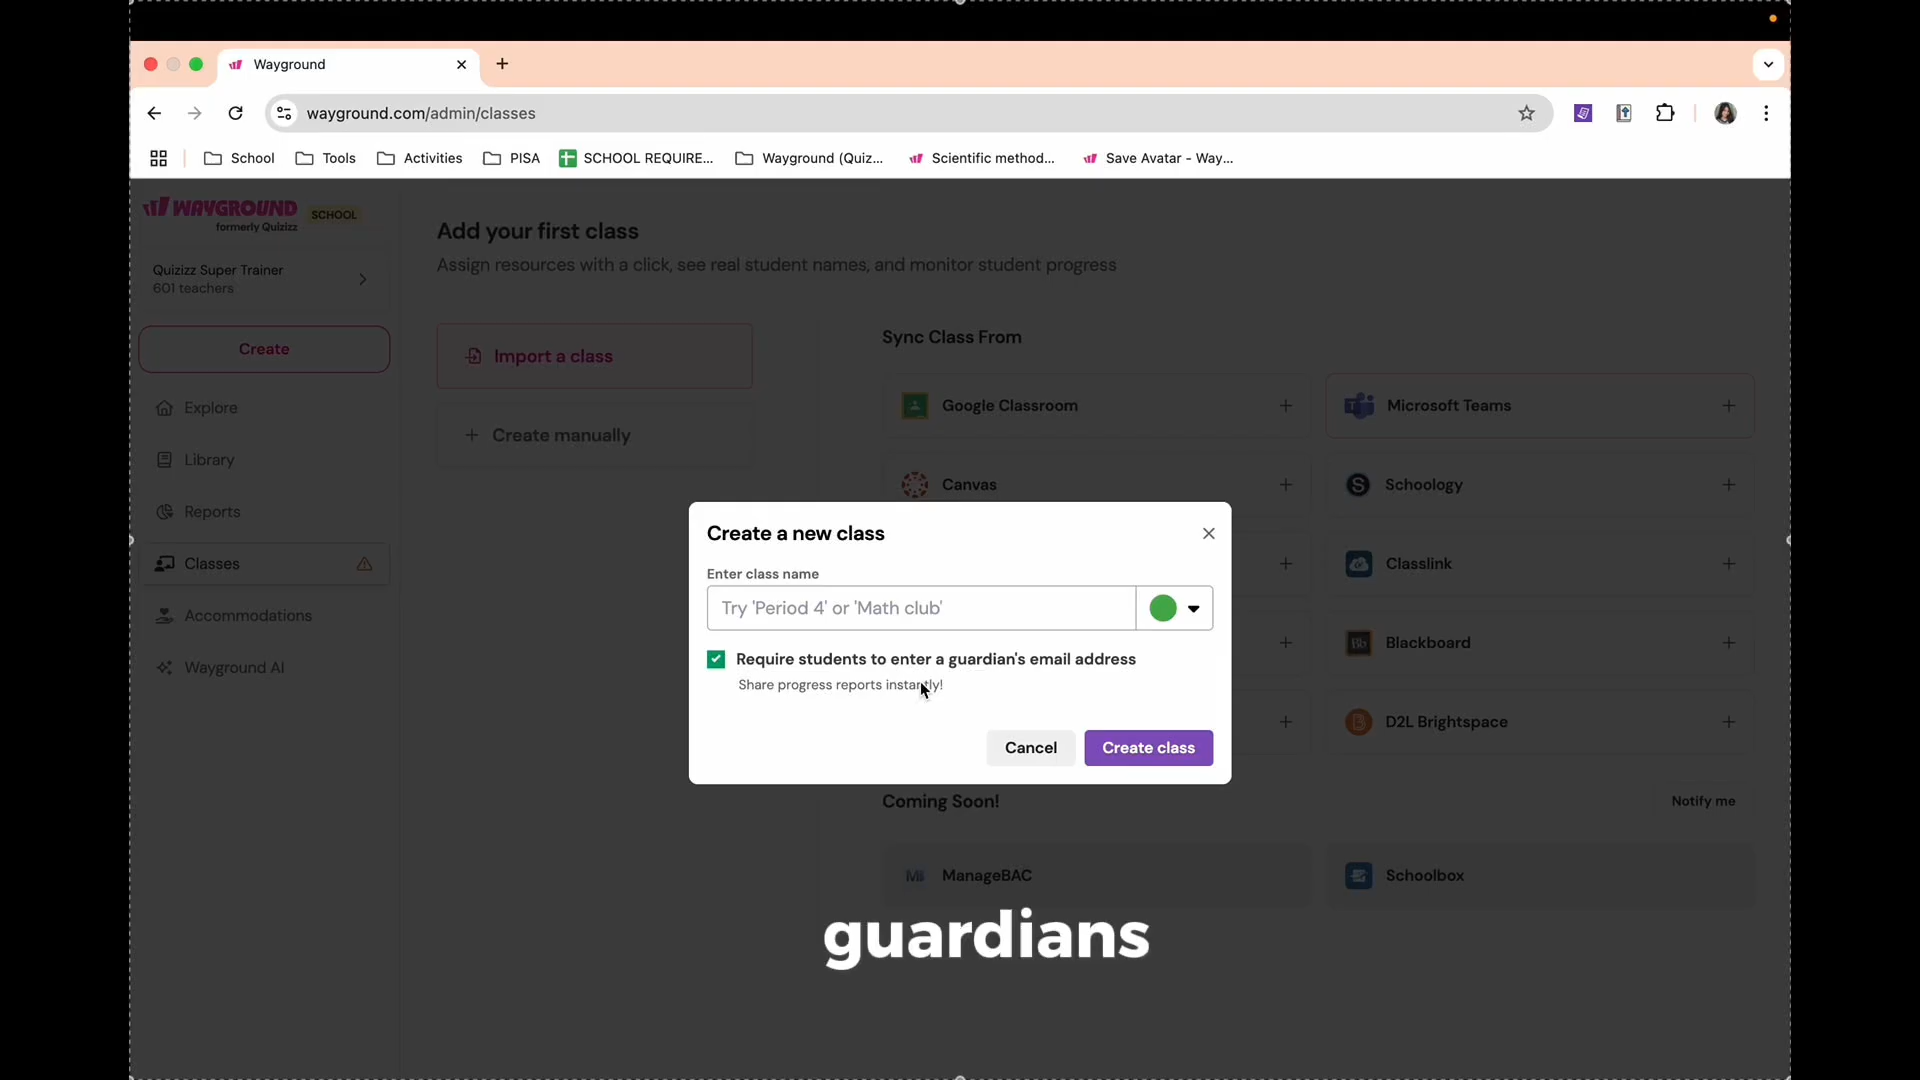 Wayground
wayground.com/admin/classes
School
Tools
Activities
PISA
SCHOOL REQUIRE...
Wayground (Quiz...
Scientific method...
Save Avatar - Way...
WAYGROUND
formerly Quizizz
SCHOOL
Quizizz Super Trainer
601 teachers
Create
Explore
Library
Reports
Classes
Accommodations
Wayground AI
Add your first class
Assign resources with a click, see real student names, and monitor student progress
Import a class
Create manually
Sync Class From
Google Classroom
Microsoft Teams
Canvas
Schoology
Classlink
Blackboard
D2L Brightspace
Create a new class
Enter class name
Try 'Period 4' or 'Math club'
Require students to enter a guardian's email address
Share progress reports instantly!
Cancel
Create class
Coming Soon!
Notify me
ManageBAC
Schoolbox
guardians